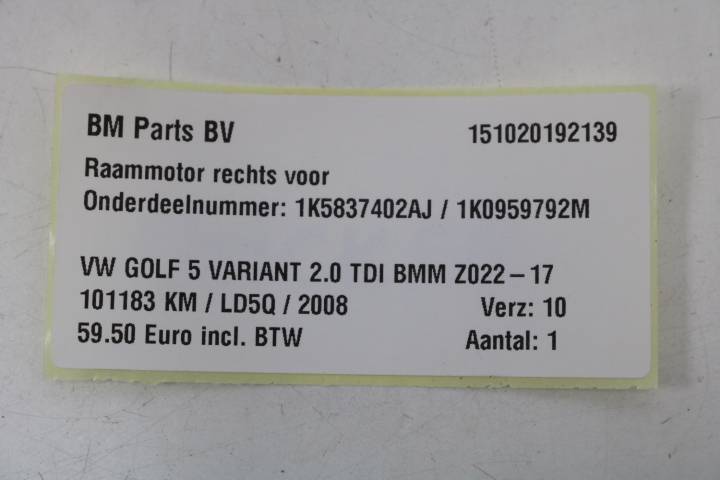 BM Parts BV 151020192139
Raammotor rechts voor
Onderdeelnummer: 1K5837402AJ / 1K0959792M
VW GOLF 5 VARIANT 2.0 TDI BMM Z022 – 17
101183 KM / LD5Q / 2008 Verz: 10
59.50 Euro incl. BTW Aantal: 1